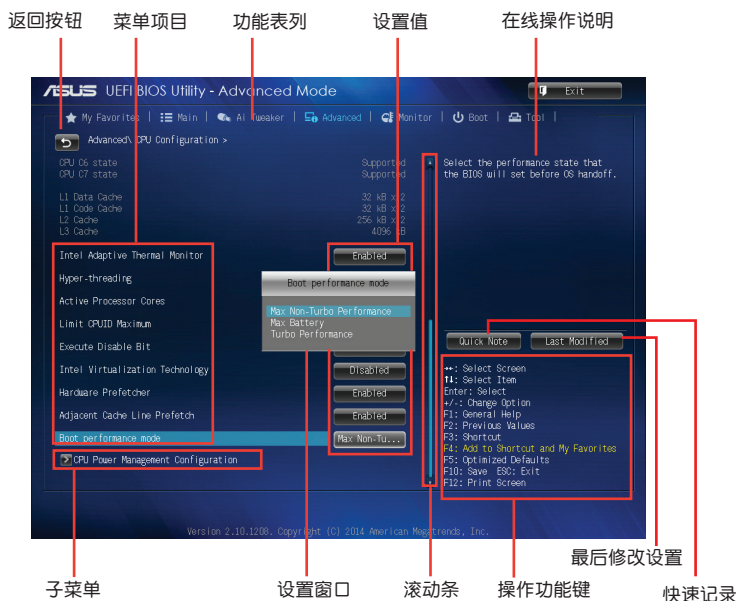 返回按钮 菜单项目 功能表列 设置值 在线操作说明
ASUS UEFI BIOS Utility - Advanced Mode Exit
My Favorites | Main | Ai Tweaker | Advanced | Monitor | Boot | Tool |
Advanced\ CPU Configuration >
CPU C6 state Supported
CPU C7 state Supported
L1 Data Cache 32 kB x 2
L1 Code Cache 32 kB x 2
L2 Cache 256 kB x 2
L3 Cache 4096 kB
Select the performance state that
the BIOS will set before OS handoff.
Intel Adaptive Thermal Monitor Enabled
Hyper-threading
Active Processor Cores
Limit CPUID Maximum
Execute Disable Bit
Intel Virtualization Technology Disabled
Hardware Prefetcher Enabled
Adjacent Cache Line Prefetch Enabled
Boot performance mode Max Non-Tu...
CPU Power Management Configuration
Boot performance mode
Max Non-Turbo Performance
Max Battery
Turbo Performance
Quick Note Last Modified
→←: Select Screen
↑↓: Select Item
Enter: Select
+/-: Change Option
F1: General Help
F2: Previous Values
F3: Shortcut
F4: Add to Shortcut and My Favorites
F5: Optimized Defaults
F10: Save ESC: Exit
F12: Print Screen
Version 2.10.1208. Copyright (C) 2014 American Megatrends, Inc.
最后修改设置
子菜单 设置窗口 滚动条 操作功能键 快速记录